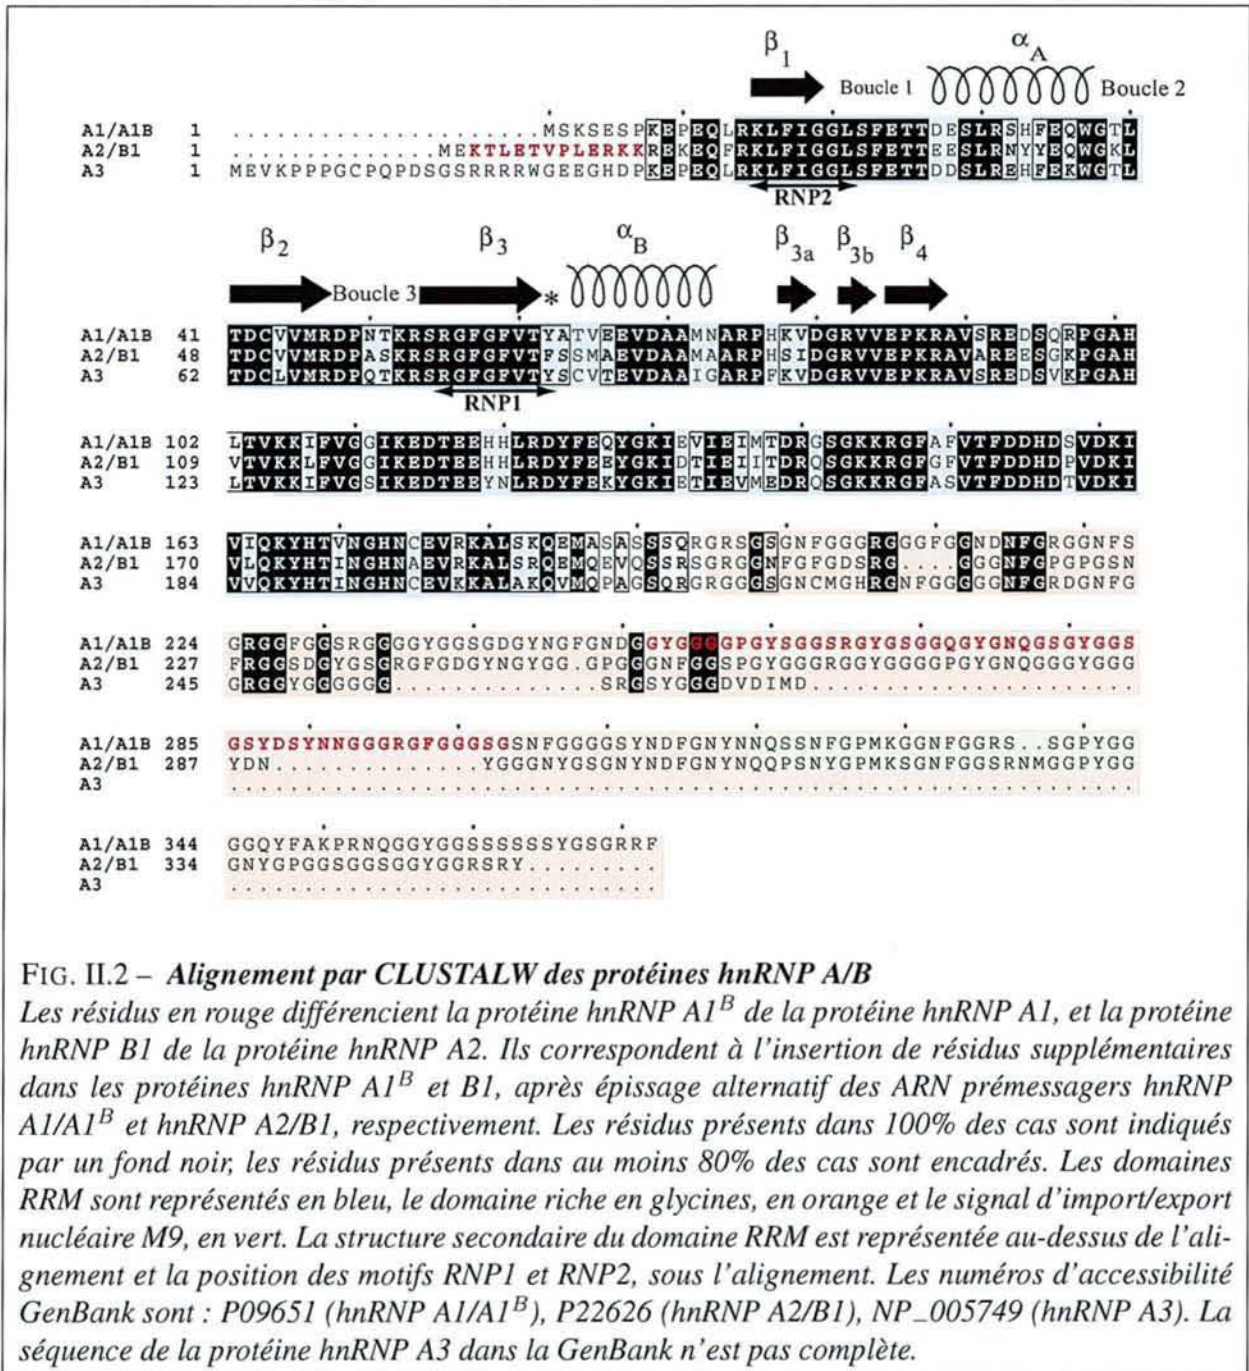 β1 Boucle 1 αA Boucle 2
A1/A1B 1 .....................MSKSESPKEPEQLRKLFIGGLSFETTDESLRSHFEQWGTL
A2/B1 1 ..............MEKTLETVPLERKKREKEQFRKLFIGGLSFETTEESLRNYYEQWGKL
A3 1 MEVKPPPGCPQPDSGSRRRRWGEEGHDPKEPEQLRKLFIGGLSFETTDDSLREHFEKWGTL
RNP2
β2 β3 αB β3a β3b β4
Boucle 3 *
A1/A1B 41 TDCVVMRDPNTKRSRGFGFVTYATVEEVDAAMNARPHKVDGRVVEPKRAVSREDSQRPGAH
A2/B1 48 TDCVVMRDPASKRSRGFGFVTFSSMAEVDAAMAARPHSIDGRVVEPKRAVAREESGKPGAH
A3 62 TDCLVMRDPQTKRSRGFGFVTYSCVTEVDAAIGARPFKVDGRVVEPKRAVSREDSVKPGAH
RNP1
A1/A1B 102 LTVKKIFVGGIKEDTEEHHLRDYFEQYGKIEVIEIMTDRGSGKKRGFAFVTFDDHDSVDKI
A2/B1 109 VTVKKLFVGGIKEDTEEHHLRDYFEEYGKIDTIEIITDRQSGKKRGFGFVTFDDHDPVDKI
A3 123 LTVKKIFVGSIKEDTEEYNLRDYFEKYGKIETIEVMEDRQSGKKRGFASVTFDDHDTVDKI
A1/A1B 163 VIQKYHTVNGHNCEVRKALSKQEMASASSSQRGRSGSGNFGGGRGGGFGGNDNFGRGGNFS
A2/B1 170 VLQKYHTINGHNAEVRKALSRQEMQEVQSSRSGRGGNFGFGDSRG....GGGNFGPGPGSN
A3 184 VVQKYHTINGHNCEVKKALAKQVMQPAGSQRGRGGGSGNCMGHRGNFGGGGGNFGRDGNFG
A1/A1B 224 GRGGFGGSRGGGGYGGSGDGYNGFGNDGGYGGGGPGYSGGSRGYGSGGQGYGNQGSGYGGS
A2/B1 227 FRGGSDGYGSGRGFGDGYNGYGG.GPGGGNFGGSPGYGGGRGGYGGGGPGYGNQGGGYGGG
A3 245 GRGGYGGGGGG..............SRGSYGGGDVDIMD......................
A1/A1B 285 GSYDSYNNGGGRGFGGGSGSNFGGGGSYNDFGNYNNQSSNFGPMKGGNFGGRS..SGPYGG
A2/B1 287 YDN..............YGGGNYGSGNYNDFGNYNQQPSNYGPMKSGNFGGSRNMGGPYGG
A3 .............................................................
A1/A1B 344 GGQYFAKPRNQGGYGGSSSSSSYGSGRRF
A2/B1 334 GNYGPGGSGGSGGYGGRSRY.........
A3 .............................
FIG. II.2 – Alignement par CLUSTALW des protéines hnRNP A/B
Les résidus en rouge différencient la protéine hnRNP A1B de la protéine hnRNP A1, et la protéine
hnRNP B1 de la protéine hnRNP A2. Ils correspondent à l'insertion de résidus supplémentaires
dans les protéines hnRNP A1B et B1, après épissage alternatif des ARN prémessagers hnRNP
A1/A1B et hnRNP A2/B1, respectivement. Les résidus présents dans 100% des cas sont indiqués
par un fond noir, les résidus présents dans au moins 80% des cas sont encadrés. Les domaines
RRM sont représentés en bleu, le domaine riche en glycines, en orange et le signal d'import/export
nucléaire M9, en vert. La structure secondaire du domaine RRM est représentée au-dessus de l'ali-
gnement et la position des motifs RNP1 et RNP2, sous l'alignement. Les numéros d'accessibilité
GenBank sont : P09651 (hnRNP A1/A1B), P22626 (hnRNP A2/B1), NP_005749 (hnRNP A3). La
séquence de la protéine hnRNP A3 dans la GenBank n'est pas complète.